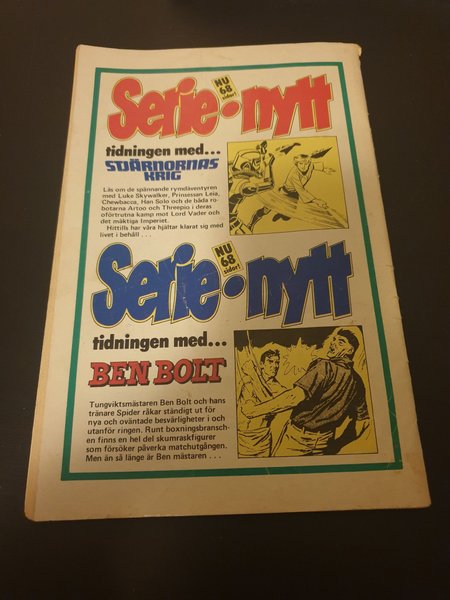 Serie•nytt
NU
68
sidor!
tidningen med...
STJÄRNORNAS
KRIG
Läs om de spännande rymdäventyren
med Luke Skywalker, Prinsessan Leia,
Chewbacca, Han Solo och de båda ro-
botarna Artoo och Threepio i deras
oförtrutna kamp mot Lord Vader och
det mäktiga Imperiet.
Hittills har våra hjältar klarat sig med
livet i behåll . . .
Serie•nytt
NU
68
sidor!
tidningen med...
BEN BOLT
Tungviktsmästaren Ben Bolt och hans
tränare Spider råkar ständigt ut för
nya och oväntade besvärligheter i och
utanför ringen. Runt boxningsbransch-
en finns en hel del skumraskfigurer
som försöker påverka matchutgången.
Men än så länge är Ben mästaren . . .